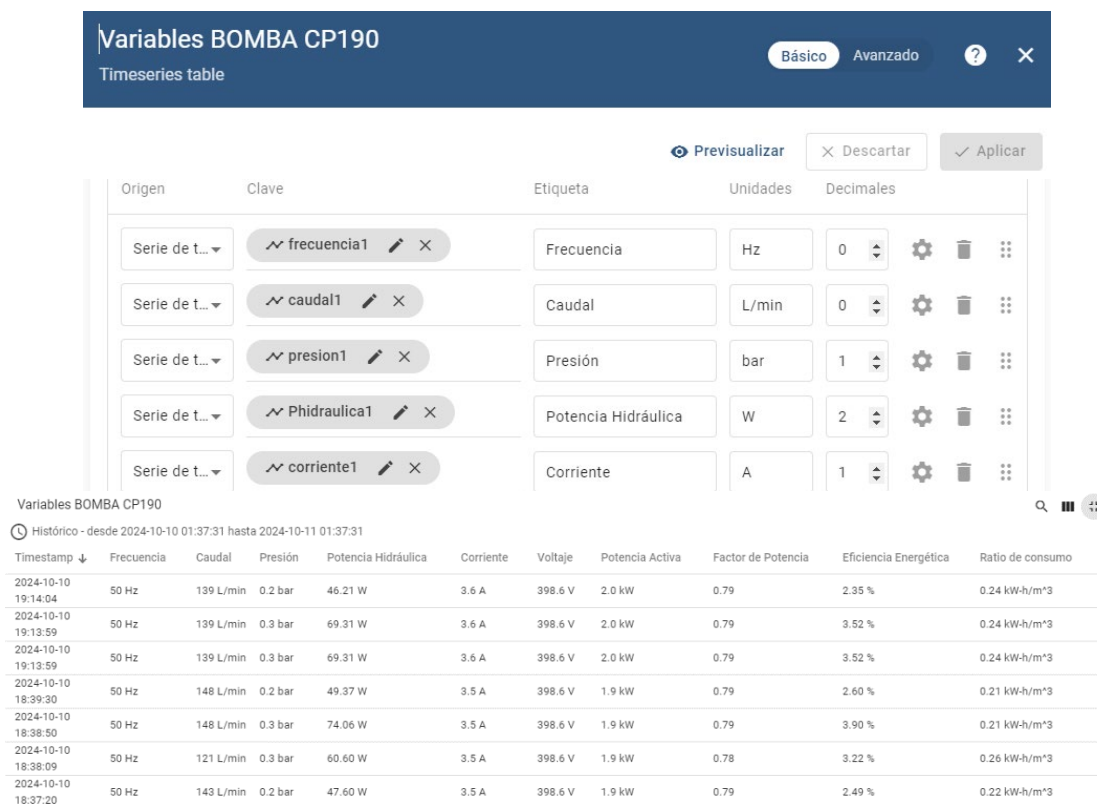 Variables BOMBA CP190
Básico Avanzado
Timeseries table
Previsualizar Descartar Aplicar
Origen Clave Etiqueta Unidades Decimales
Serie de t... frecuencia1 Frecuencia Hz 0
Serie de t... caudal1 Caudal L/min 0
Serie de t... presion1 Presión bar 1
Serie de t... Phidraulica1 Potencia Hidráulica W 2
Serie de t... corriente1 Corriente A 1
Variables BOMBA CP190
Histórico - desde 2024-10-10 01:37:31 hasta 2024-10-11 01:37:31
Timestamp Frecuencia Caudal Presión Potencia Hidráulica Corriente Voltaje Potencia Activa Factor de Potencia Eficiencia Energética Ratio de consumo
2024-10-10
19:14:04 50 Hz 139 L/min 0.2 bar 46.21 W 3.6 A 398.6 V 2.0 kW 0.79 2.35 % 0.24 kW-h/m^3
2024-10-10
19:13:59 50 Hz 139 L/min 0.3 bar 69.31 W 3.6 A 398.6 V 2.0 kW 0.79 3.52 % 0.24 kW-h/m^3
2024-10-10
19:13:59 50 Hz 139 L/min 0.3 bar 69.31 W 3.6 A 398.6 V 2.0 kW 0.79 3.52 % 0.24 kW-h/m^3
2024-10-10
18:39:30 50 Hz 148 L/min 0.2 bar 49.37 W 3.5 A 398.6 V 1.9 kW 0.79 2.60 % 0.21 kW-h/m^3
2024-10-10
18:38:50 50 Hz 148 L/min 0.3 bar 74.06 W 3.5 A 398.6 V 1.9 kW 0.79 3.90 % 0.21 kW-h/m^3
2024-10-10
18:38:09 50 Hz 121 L/min 0.3 bar 60.60 W 3.5 A 398.6 V 1.9 kW 0.78 3.22 % 0.26 kW-h/m^3
2024-10-10
18:37:20 50 Hz 143 L/min 0.2 bar 47.60 W 3.5 A 398.6 V 1.9 kW 0.79 2.49 % 0.22 kW-h/m^3